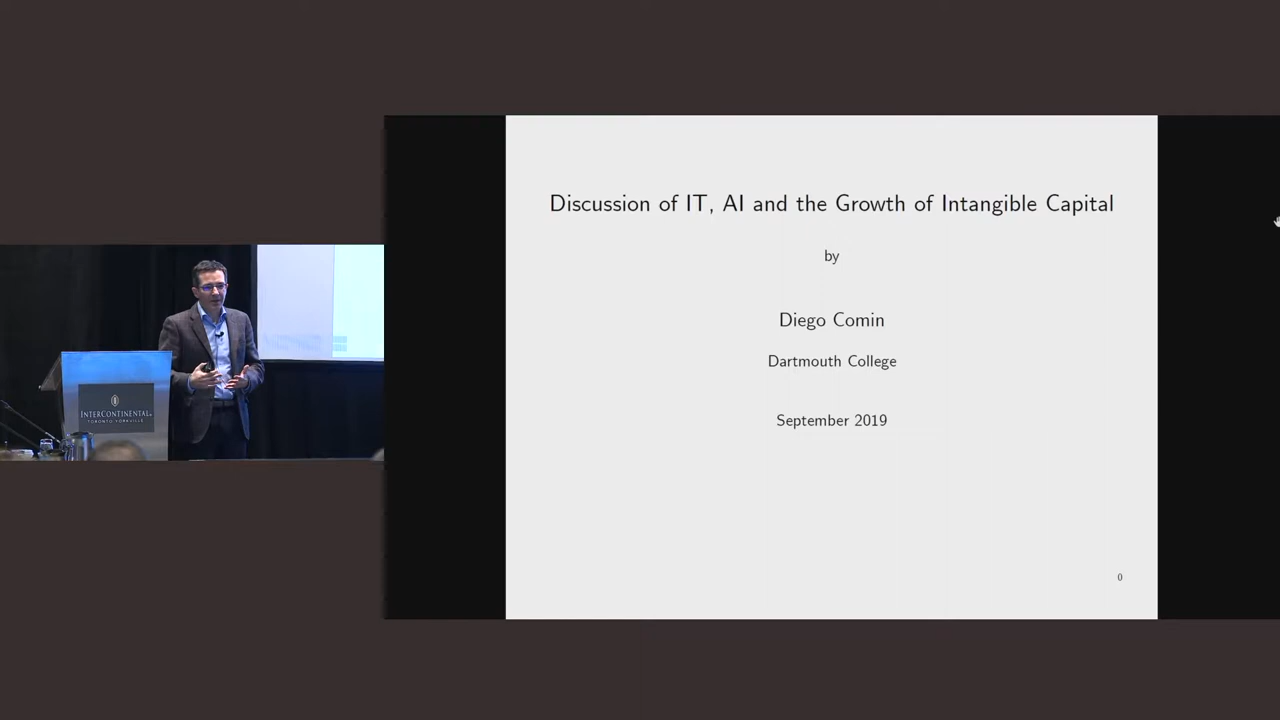 Discussion of IT, AI and the Growth of Intangible Capital
by
Diego Comin
Dartmouth College
September 2019
0
INTERCONTINENTAL
TORONTO YORKVILLE